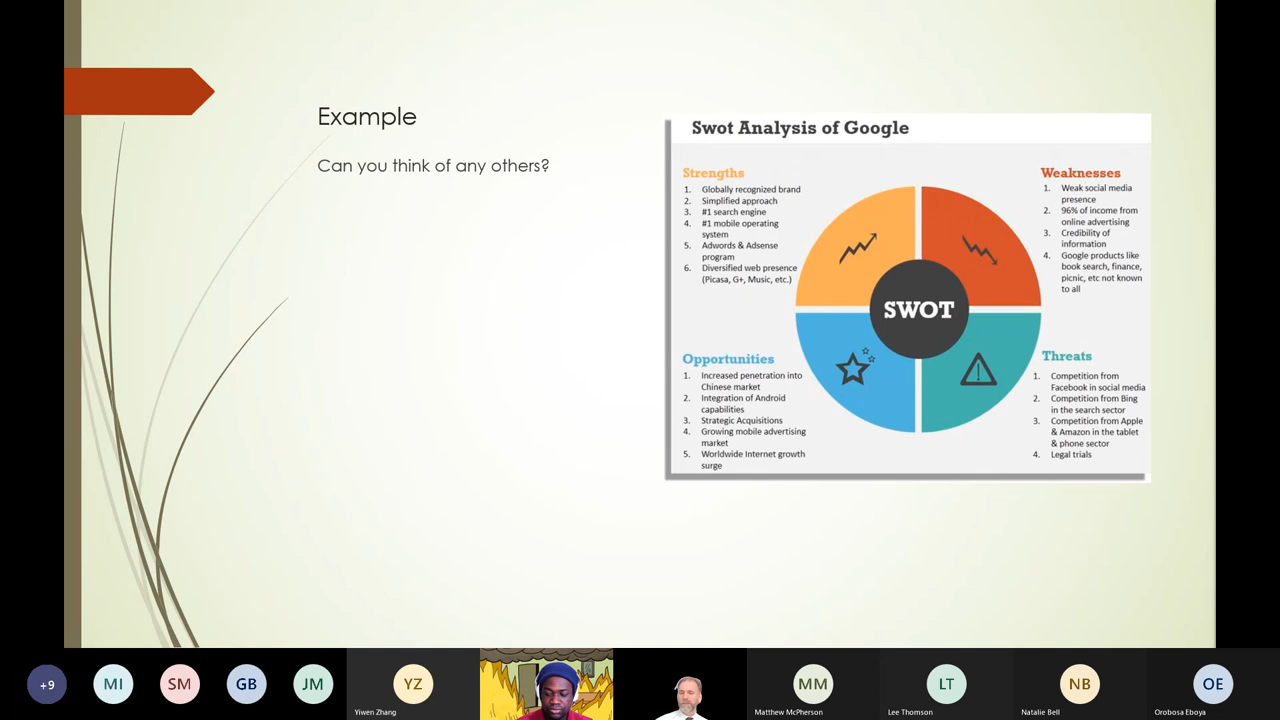 Example
Can you think of any others?
Swot Analysis of Google
Strengths
1. Globally recognized brand
2. Simplified approach
3. #1 search engine
4. #1 mobile operating
system
5. Adwords & Adsense
program
6. Diversified web presence
(Picasa, G+, Music, etc.)
Weaknesses
1. Weak social media
presence
2. 96% of income from
online advertising
3. Credibility of
information
4. Google products like
book search, finance,
picnic, etc not known
to all
SWOT
Opportunities
1. Increased penetration into
Chinese market
2. Integration of Android
capabilities
3. Strategic Acquisitions
4. Growing mobile advertising
market
5. Worldwide Internet growth
surge
Threats
1. Competition from
Facebook in social media
2. Competition from Bing
in the search sector
3. Competition from Apple
& Amazon in the tablet
& phone sector
4. Legal trials
+9
MI
SM
GB
JM
YZ
Yiwen Zhang
MM
Matthew McPherson
LT
Lee Thomson
NB
Natalie Bell
OE
Orobosa Eboya